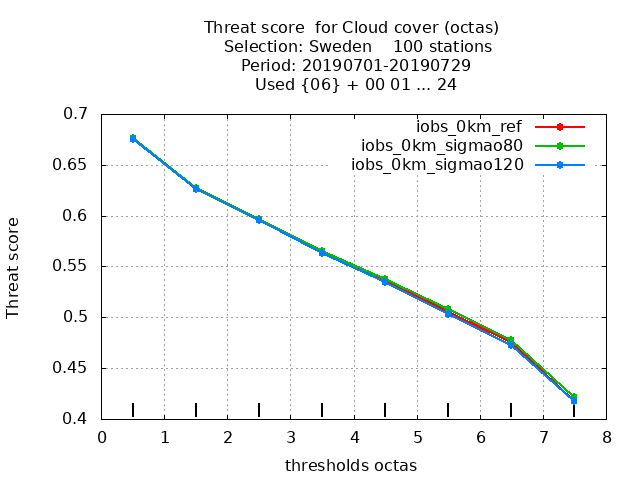 Threat score  for Cloud cover (octas)
Selection: Sweden    100 stations
Period: 20190701-20190729
Used {06} + 00 01 ... 24
iobs_0km_ref
iobs_0km_sigmao80
iobs_0km_sigmao120
Threat score
0.7
0.65
0.6
0.55
0.5
0.45
0.4
0 1 2 3 4 5 6 7 8
thresholds octas